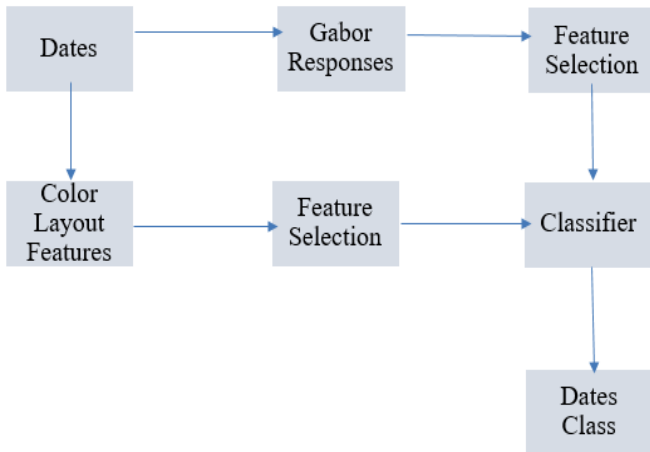 Dates
Gabor
Responses
Feature
Selection
Color
Layout
Features
Feature
Selection
Classifier
Dates
Class